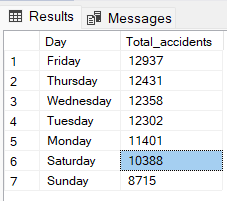 Results Messages
Day Total_accidents
1 Friday 12937
2 Thursday 12431
3 Wednesday 12358
4 Tuesday 12302
5 Monday 11401
6 Saturday 10388
7 Sunday 8715